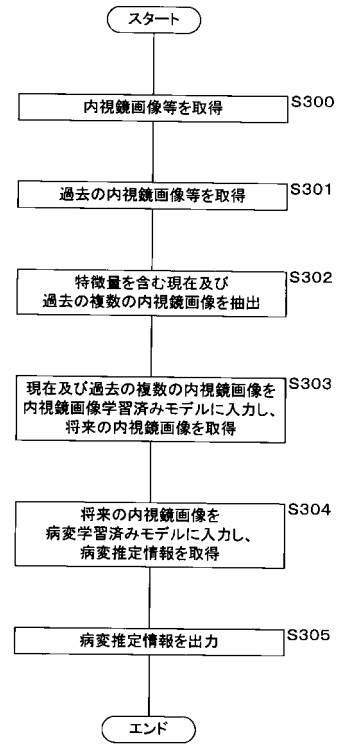 スタート
内視鏡画像等を取得
S300
過去の内視鏡画像等を取得
S301
特徴量を含む現在及び
過去の複数の内視鏡画像を抽出
S302
現在及び過去の複数の内視鏡画像を
内視鏡画像学習済みモデルに入力し、
将来の内視鏡画像を取得
S303
将来の内視鏡画像を
病変学習済みモデルに入力し、
病変推定情報を取得
S304
病変推定情報を出力
S305
エンド